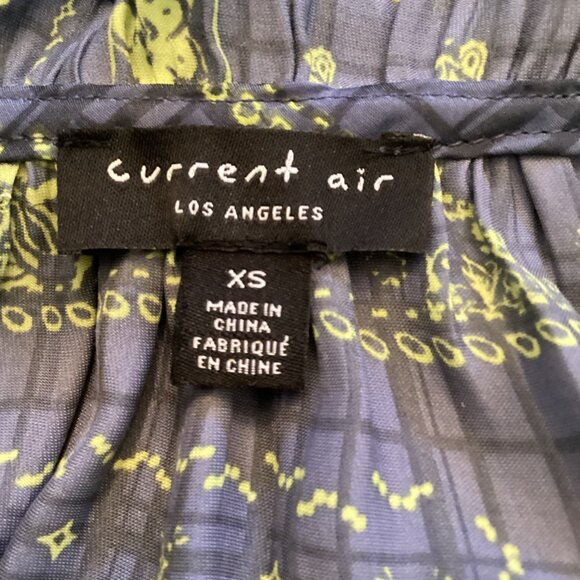 current air
LOS ANGELES
XS
MADE IN
CHINA
FABRIQUÉ
EN CHINE